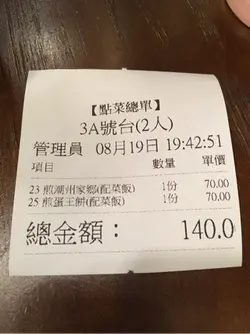 【點菜總單】
3A號台(2人)
管理員 08月19日 19:42:51
項目 數量 單價
23 煎潮州家鄉(配菜飯) 1份 70.00
25 煎蛋王餅(配菜飯) 1份 70.00
總金額： 140.0